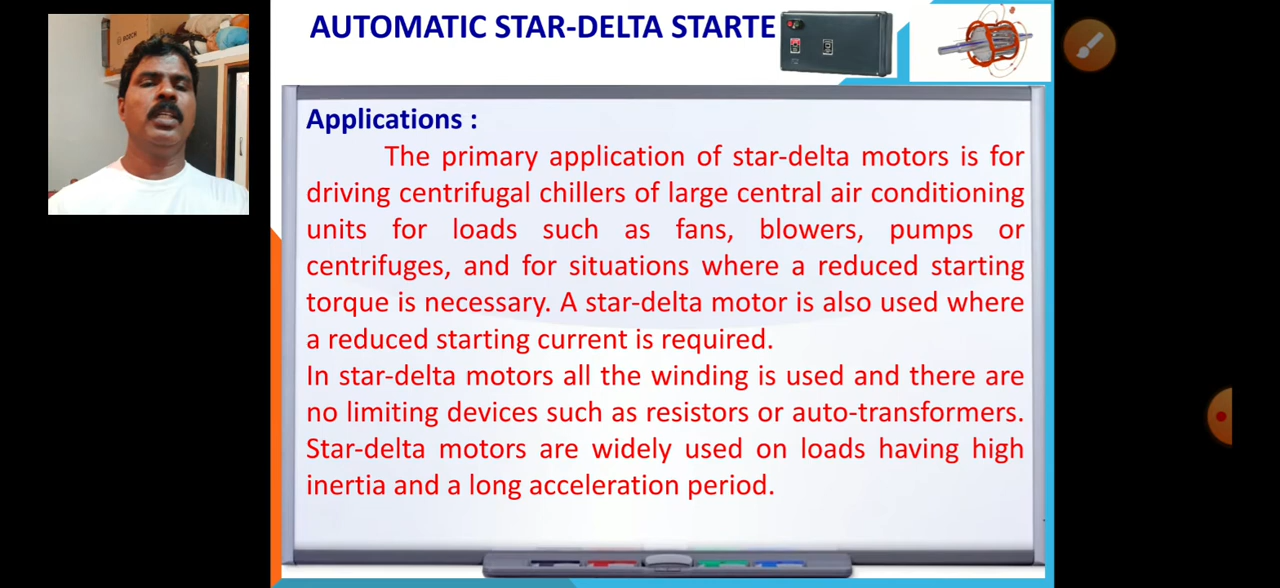 AUTOMATIC STAR-DELTA STARTE
Applications :
The primary application of star-delta motors is for
driving centrifugal chillers of large central air conditioning
units for loads such as fans, blowers, pumps or
centrifuges, and for situations where a reduced starting
torque is necessary. A star-delta motor is also used where
a reduced starting current is required.
In star-delta motors all the winding is used and there are
no limiting devices such as resistors or auto-transformers.
Star-delta motors are widely used on loads having high
inertia and a long acceleration period.